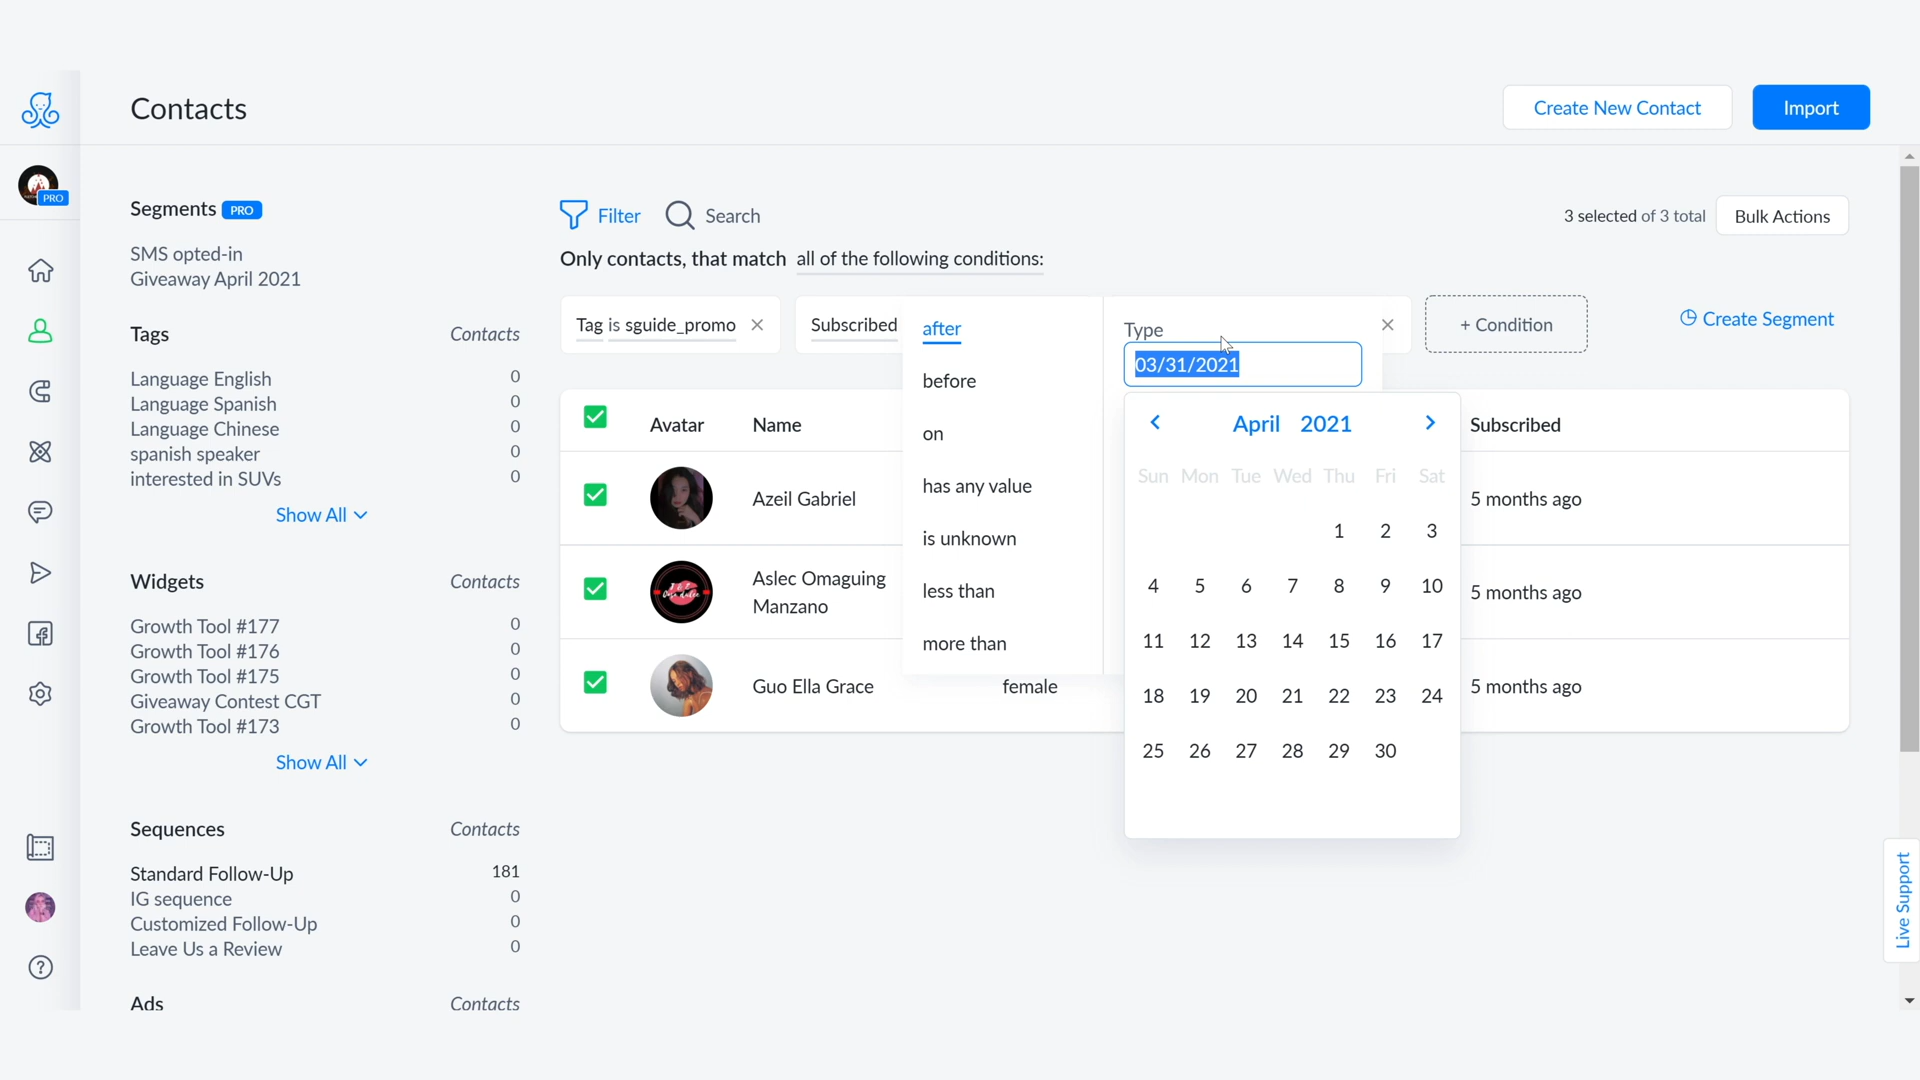 Contacts
Create New Contact
Import
PRO
Segments PRO
SMS opted-in
Giveaway April 2021
Tags Contacts
Language English 0
Language Spanish 0
Language Chinese 0
spanish speaker 0
interested in SUVs 0
Show All
Widgets Contacts
Growth Tool #177 0
Growth Tool #176 0
Growth Tool #175 0
Giveaway Contest CGT 0
Growth Tool #173 0
Show All
Sequences Contacts
Standard Follow-Up 181
IG sequence 0
Customized Follow-Up 0
Leave Us a Review 0
Ads Contacts
Filter Search
3 selected of 3 total Bulk Actions
Only contacts, that match all of the following conditions:
Tag is sguide_promo
Subscribed
+ Condition
Create Segment
after
before
on
has any value
is unknown
less than
more than
Type
03/31/2021
April 2021
Sun Mon Tue Wed Thu Fri Sat
1 2 3
4 5 6 7 8 9 10
11 12 13 14 15 16 17
18 19 20 21 22 23 24
25 26 27 28 29 30
Avatar Name Subscribed
Azeil Gabriel 5 months ago
Aslec Omaguing
Manzano
5 months ago
Guo Ella Grace female 5 months ago
Live Support